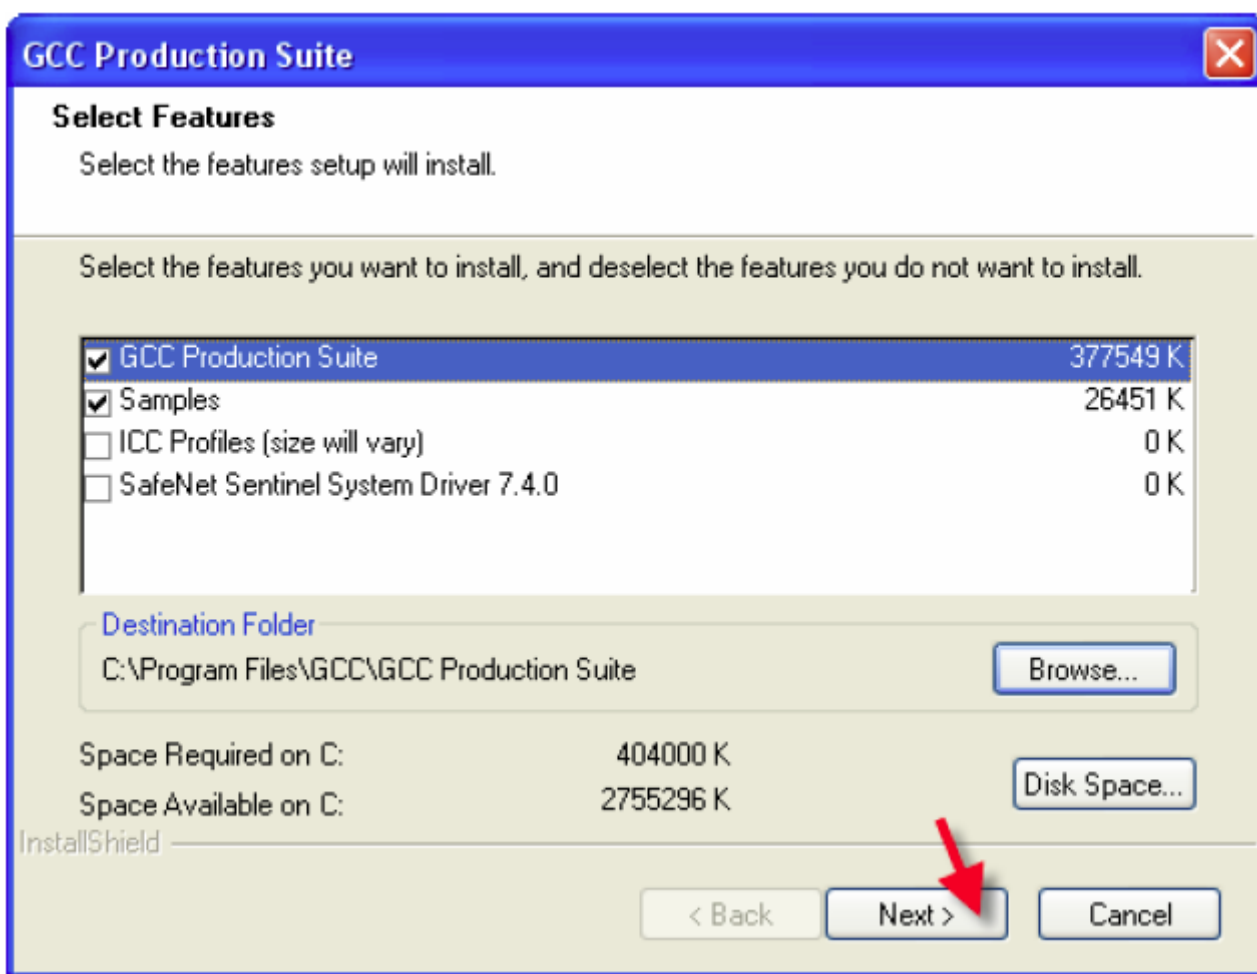 GCC Production Suite
Select Features
Select the features setup will install.
Select the features you want to install, and deselect the features you do not want to install.
GCC Production Suite 377549 K
Samples 26451 K
ICC Profiles (size will vary) 0 K
SafeNet Sentinel System Driver 7.4.0 0 K
Destination Folder
C:\Program Files\GCC\GCC Production Suite Browse...
Space Required on C: 404000 K
Space Available on C: 2755296 K
Disk Space...
InstallShield
< Back Next > Cancel